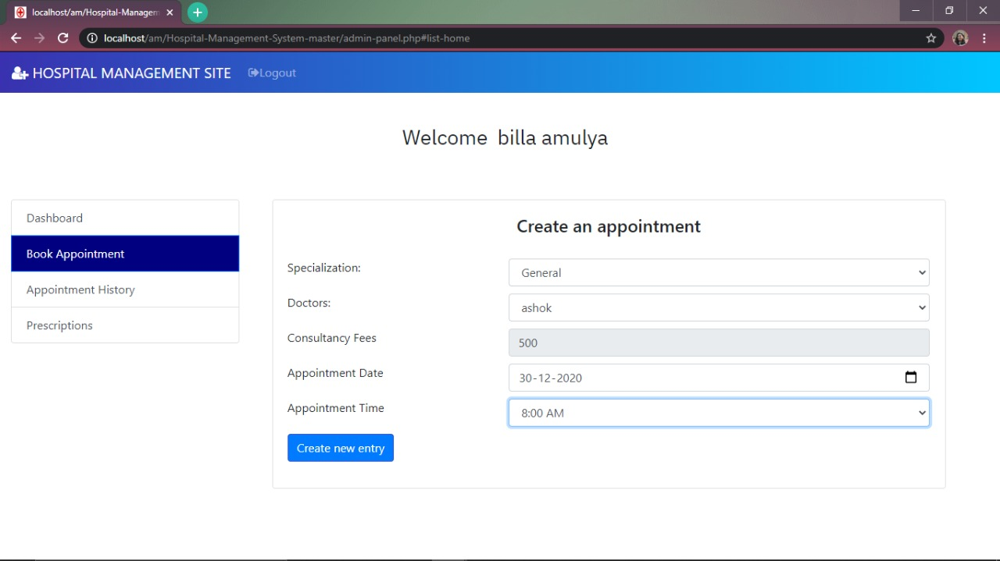 localhost/am/Hospital-Managem
localhost/am/Hospital-Management-System-master/admin-panel.php#list-home
HOSPITAL MANAGEMENT SITE Logout
Welcome billa amulya
Dashboard
Book Appointment
Appointment History
Prescriptions
Create an appointment
Specialization: General
Doctors: ashok
Consultancy Fees 500
Appointment Date 30-12-2020
Appointment Time 8:00 AM
Create new entry